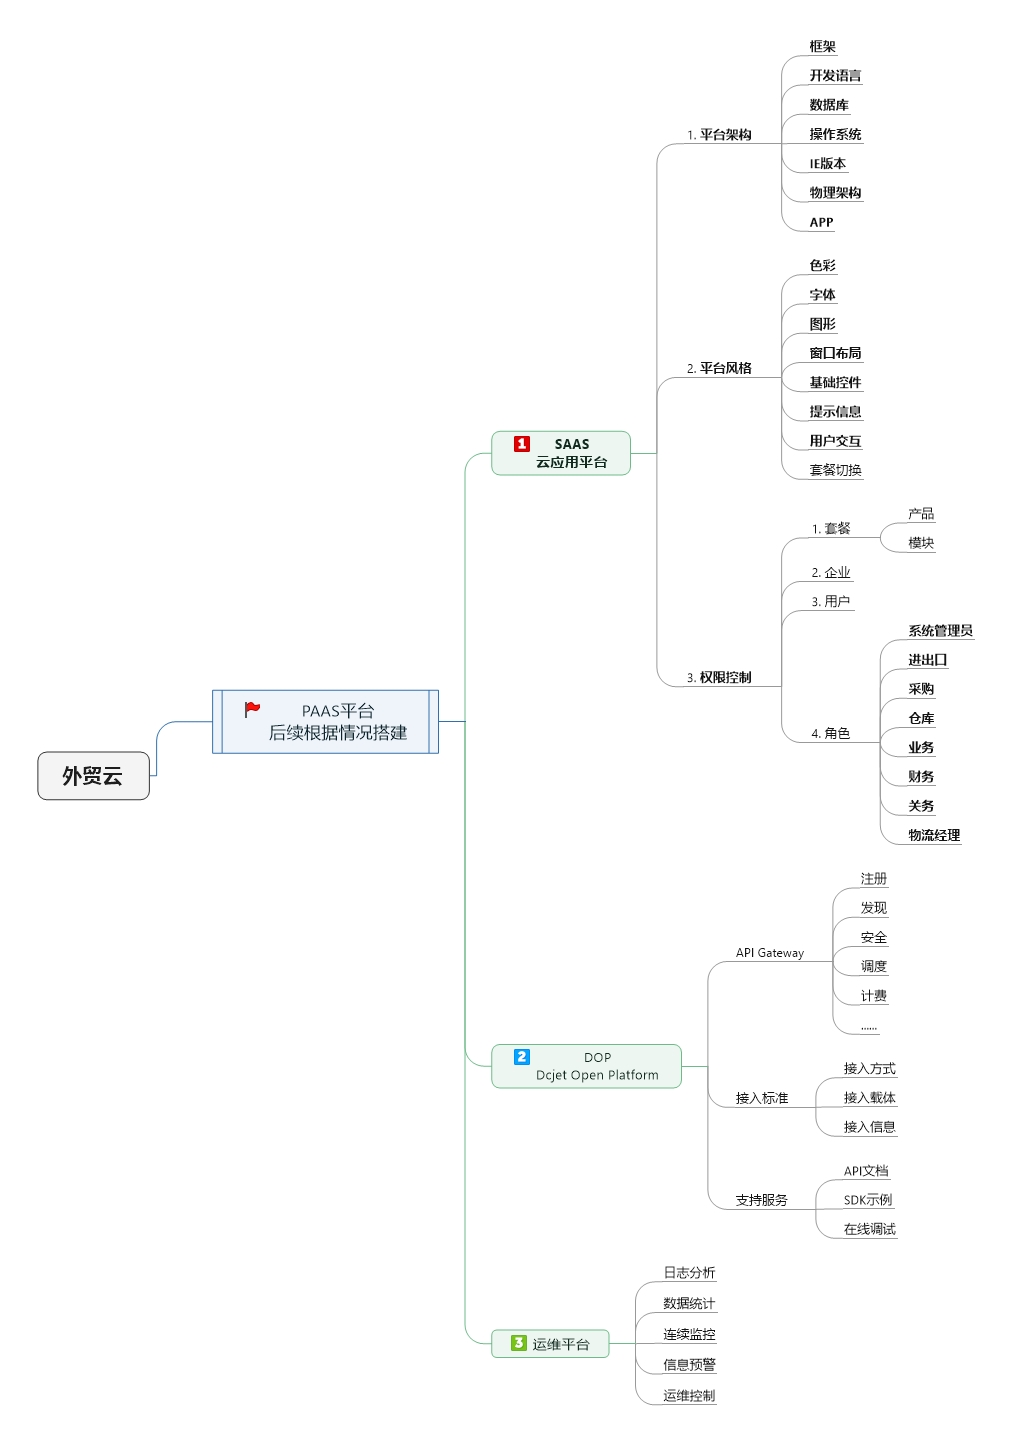 外贸云
PAAS平台
后续根据情况搭建
1 SAAS
云应用平台
1. 平台架构
框架
开发语言
数据库
操作系统
IE版本
物理架构
APP
2. 平台风格
色彩
字体
图形
窗口布局
基础控件
提示信息
用户交互
套餐切换
3. 权限控制
1. 套餐
产品
模块
2. 企业
3. 用户
4. 角色
系统管理员
进出口
采购
仓库
业务
财务
关务
物流经理
2 DOP
Dcjet Open Platform
API Gateway
注册
发现
安全
调度
计费
......
接入标准
接入方式
接入载体
接入信息
支持服务
API文档
SDK示例
在线调试
3 运维平台
日志分析
数据统计
连续监控
信息预警
运维控制